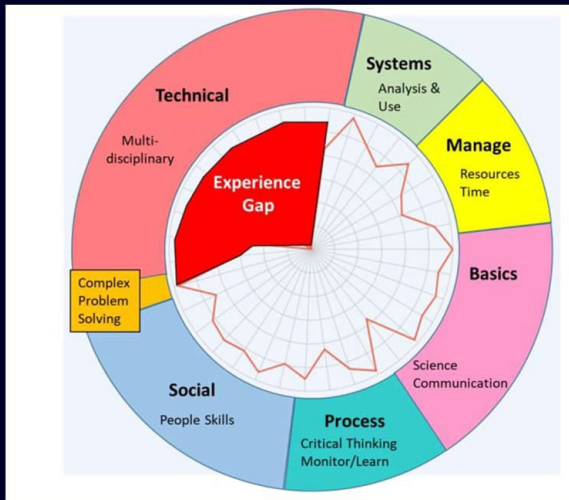 Technical
Multi-
disciplinary
Systems
Analysis &
Use
Manage
Resources
Time
Experience
Gap
Basics
Science
Communication
Complex
Problem
Solving
Social
People Skills
Process
Critical Thinking
Monitor/Learn